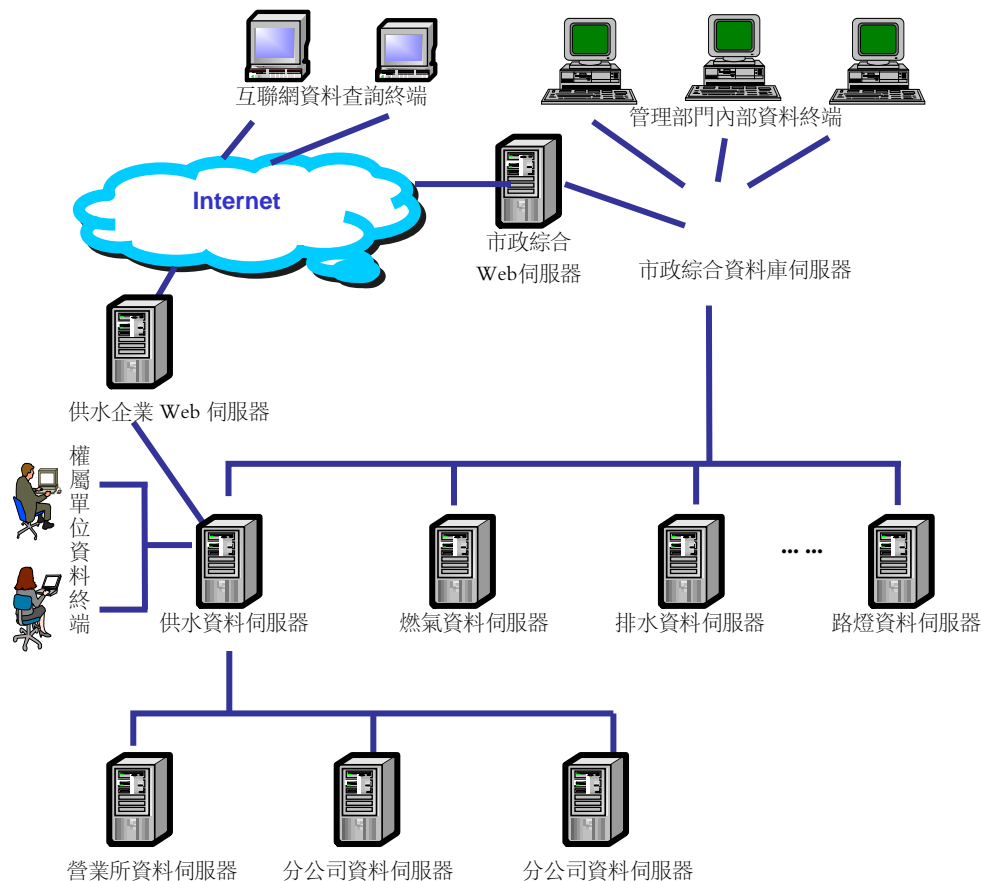 互聯網資料查詢終端
管理部門內部資料終端
Internet
市政綜合
Web伺服器
市政綜合資料庫伺服器
供水企業 Web 伺服器
權屬單位資料終端
... ...
供水資料伺服器
燃氣資料伺服器
排水資料伺服器
路燈資料伺服器
營業所資料伺服器
分公司資料伺服器
分公司資料伺服器